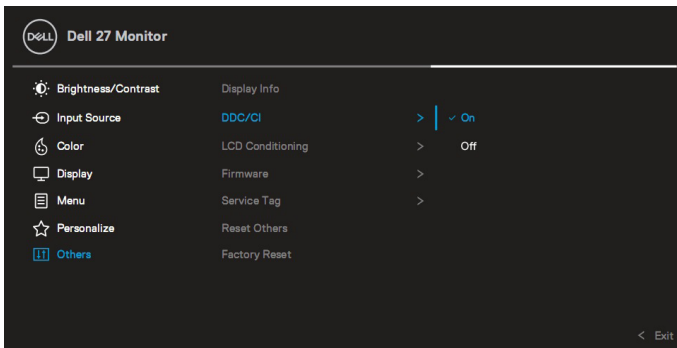 DELL Dell 27 Monitor
Brightness/Contrast Display Info
Input Source DDC/CI > ✓ On
Color LCD Conditioning > Off
Display Firmware >
Menu Service Tag >
Personalize Reset Others
Others Factory Reset
< Exit